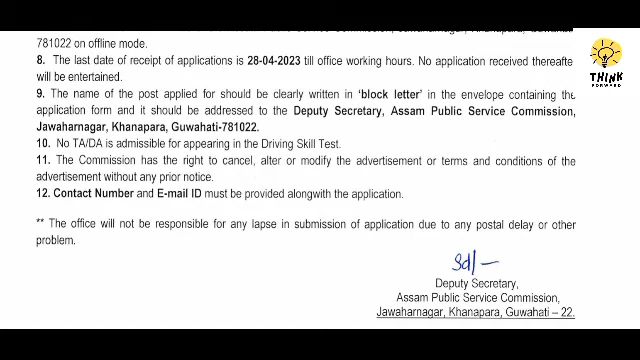 781022 on offline mode.
8. The last date of receipt of applications is 28-04-2023 till office working hours. No application received thereafte
will be entertained.
9. The name of the post applied for should be clearly written in ‘block letter’ in the envelope containing the
application form and it should be addressed to the Deputy Secretary, Assam Public Service Commission,
Jawaharnagar, Khanapara, Guwahati-781022.
10. No TA/DA is admissible for appearing in the Driving Skill Test.
11. The Commission has the right to cancel, alter or modify the advertisement or terms and conditions of the
advertisement without any prior notice.
12. Contact Number and E-mail ID must be provided alongwith the application.
** The office will not be responsible for any lapse in submission of application due to any postal delay or other
problem.
Sd/-
Deputy Secretary,
Assam Public Service Commission,
Jawaharnagar, Khanapara, Guwahati – 22.
THINK
FORWARD